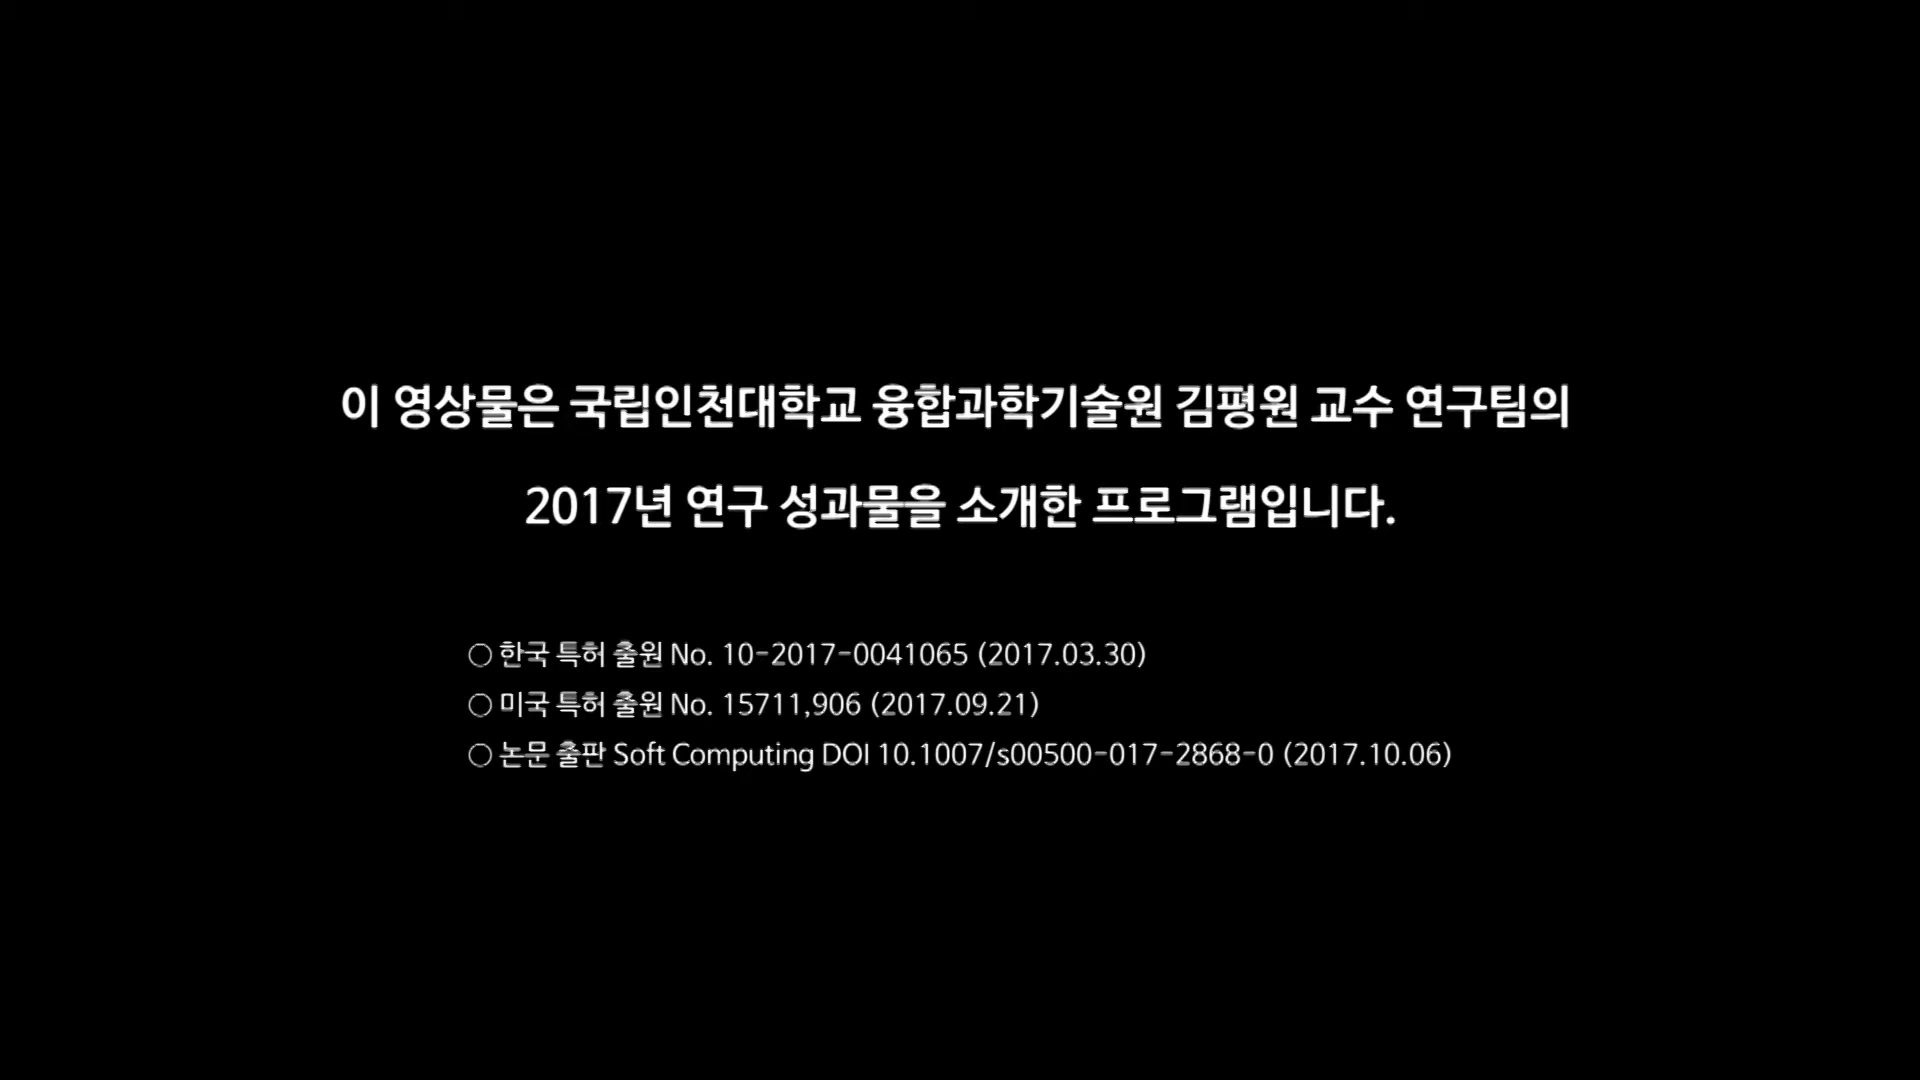 이 영상물은 국립인천대학교 융합과학기술원 김평원 교수 연구팀의
2017년 연구 성과물을 소개한 프로그램입니다.
○ 한국 특허 출원 No. 10-2017-0041065 (2017.03.30)
○ 미국 특허 출원 No. 15711,906 (2017.09.21)
○ 논문 출판 Soft Computing DOI 10.1007/s00500-017-2868-0 (2017.10.06)